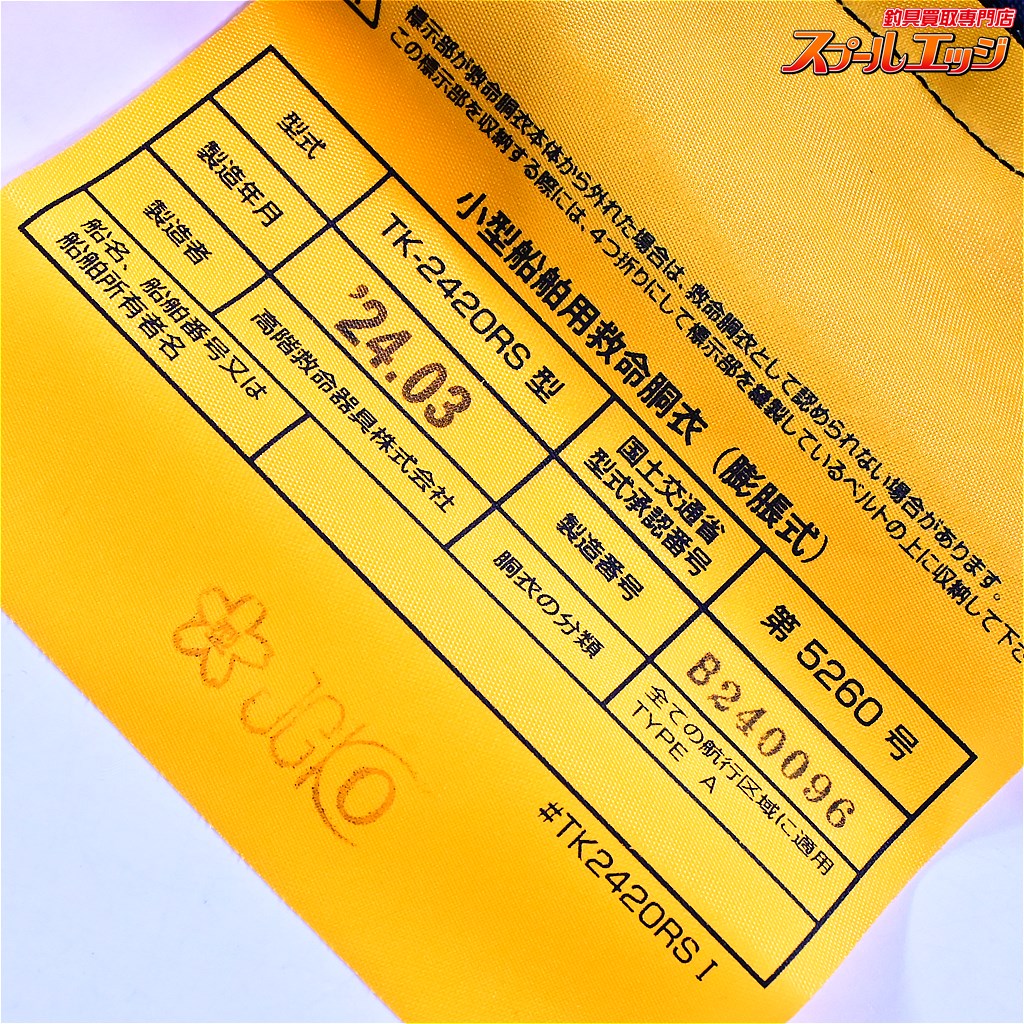 釣具買取専門店
スプールエッジ
標示部が救命胴衣本体から外れた場合は、救命胴衣として認められない場合があります。
この標示部を収納する際には、4つ折りにして標示部を縫製しているベルトの上に収納して下さ
小型船舶用救命胴衣（膨脹式）
型式
TK-2420RS 型
国土交通省
型式承認番号
第 5260 号
製造年月
'24.03
製造番号
B240096
製造者
高階救命器具株式会社
胴衣の分類
全ての航行区域に適用
TYPE A
船名、船舶番号又は
船舶所有者名
JCKO
#TK2420RS I